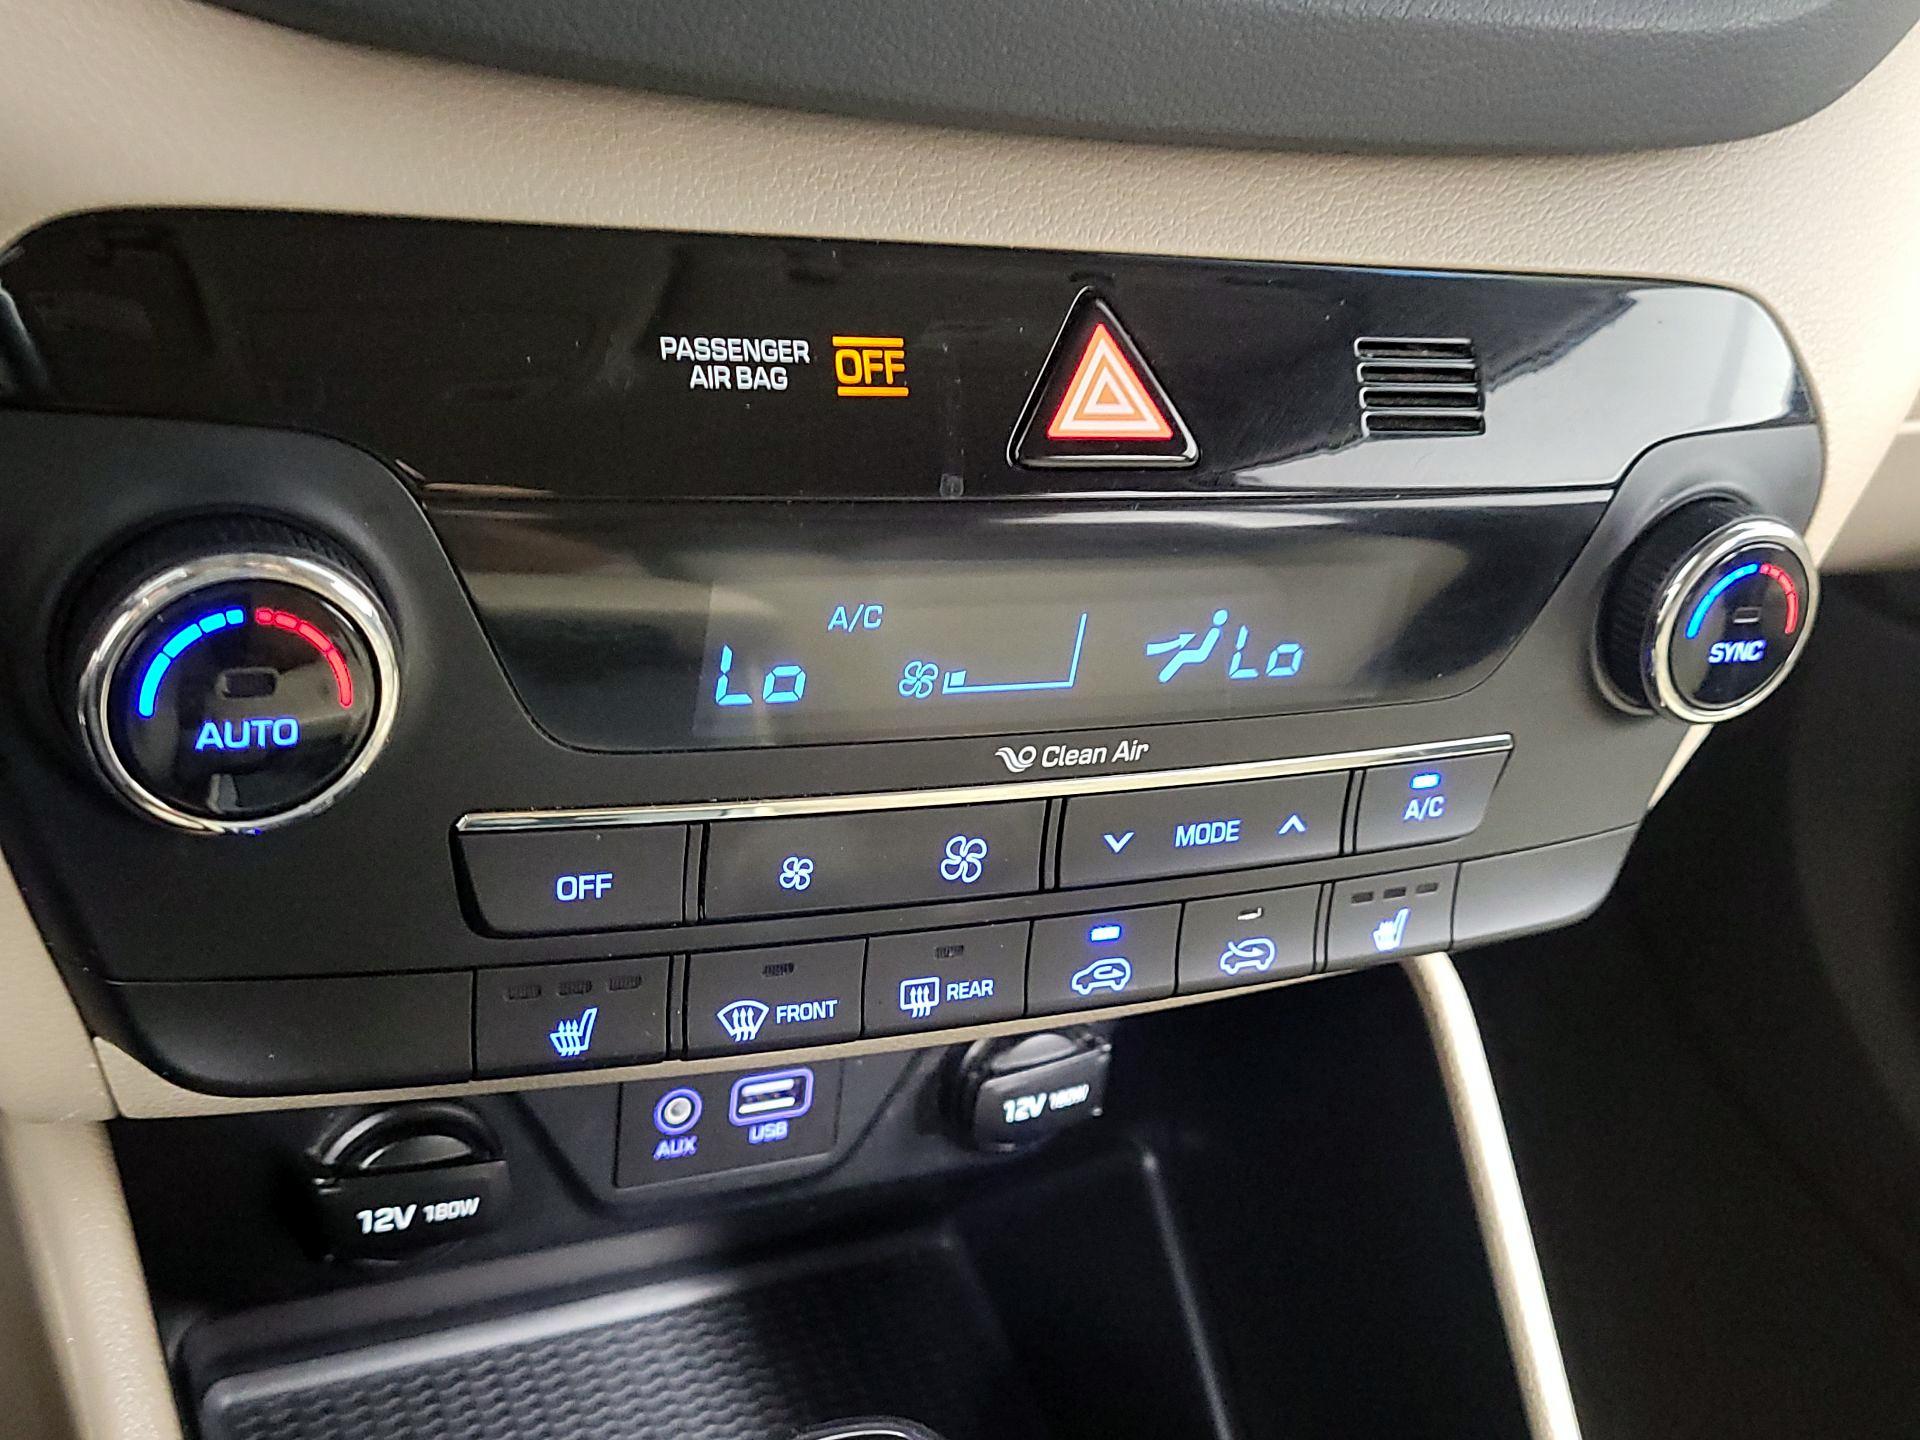 PASSENGER
AIR BAG
OFF
A/C
Lo
Lo
AUTO
SYNC
Clean Air
OFF
MODE
A/C
FRONT
REAR
AUX
USB
12V 180W
12V 180W